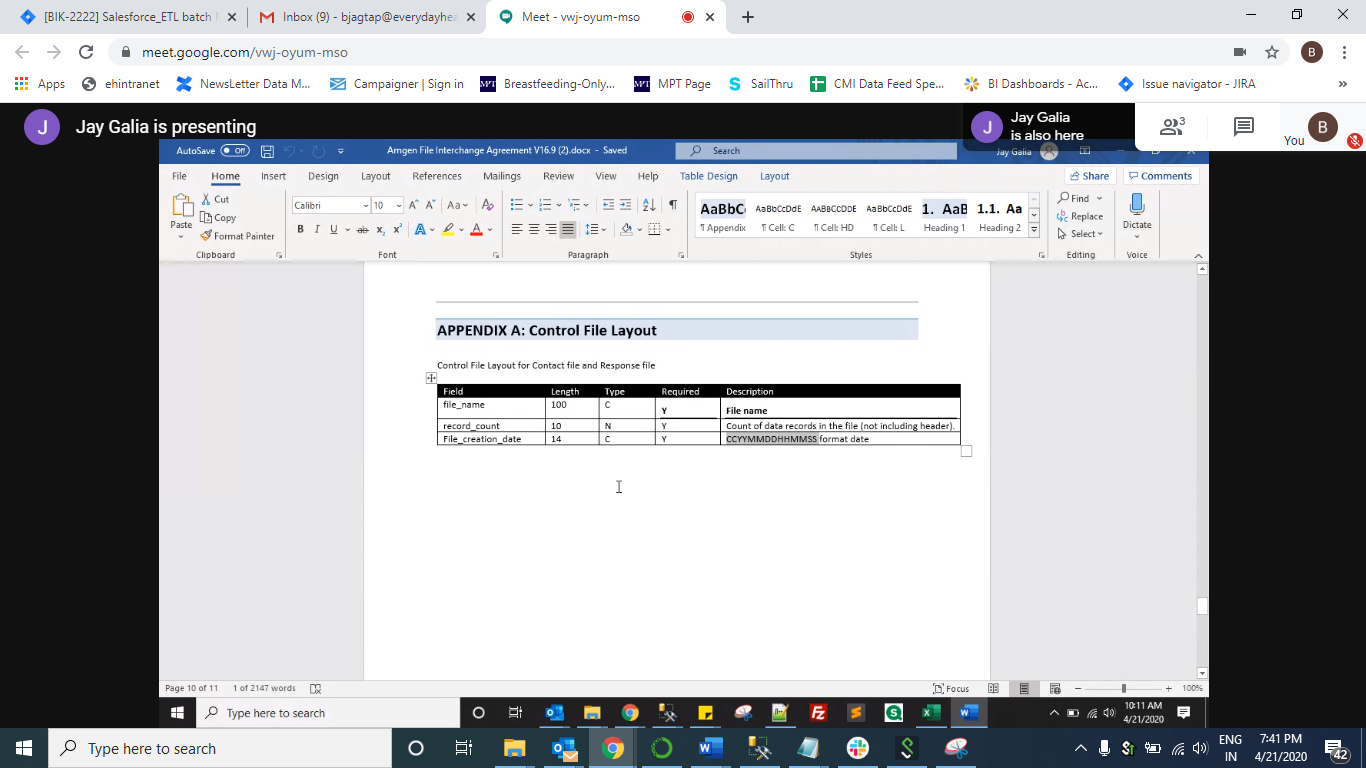 [BIK-2222] Salesforce_ETL batch
Inbox (9) - bjagtap@everydayhea
Meet - vwj-oyum-mso
meet.google.com/vwj-oyum-mso
B
Apps
ehintranet
NewsLetter Data M...
Campaigner | Sign in
MPT
Breastfeeding-Only...
MPT
MPT Page
SailThru
CMI Data Feed Spe...
BI Dashboards - Ac...
Issue navigator - JIRA
J
Jay Galia is presenting
J
Jay Galia
is also here
3
You
B
AutoSave
Off
Amgen File Interchange Agreement V16.9 (2).docx - Saved
Search
Jay Galia
File
Home
Insert
Design
Layout
References
Mailings
Review
View
Help
Table Design
Layout
Share
Comments
Paste
Cut
Copy
Format Painter
Clipboard
Calibri
10
Font
Paragraph
AaBbC
AaBbCcDdE
AABBCCDDE
AaBbCcDdE
1. AaB
1.1. Aa
¶ Appendix
¶ Cell: C
¶ Cell: HD
¶ Cell: L
Heading 1
Heading 2
Styles
Find
Replace
Select
Editing
Dictate
Voice
APPENDIX A: Control File Layout
Control File Layout for Contact file and Response file
Field Length Type Required Description
file_name 100 C Y File name
record_count 10 N Y Count of data records in the file (not including header).
File_creation_date 14 C Y CCYYMMDDHHMMSS format date
Page 10 of 11
1 of 2147 words
Focus
100%
Type here to search
10:11 AM
4/21/2020
Type here to search
ENG
IN
7:41 PM
4/21/2020
42